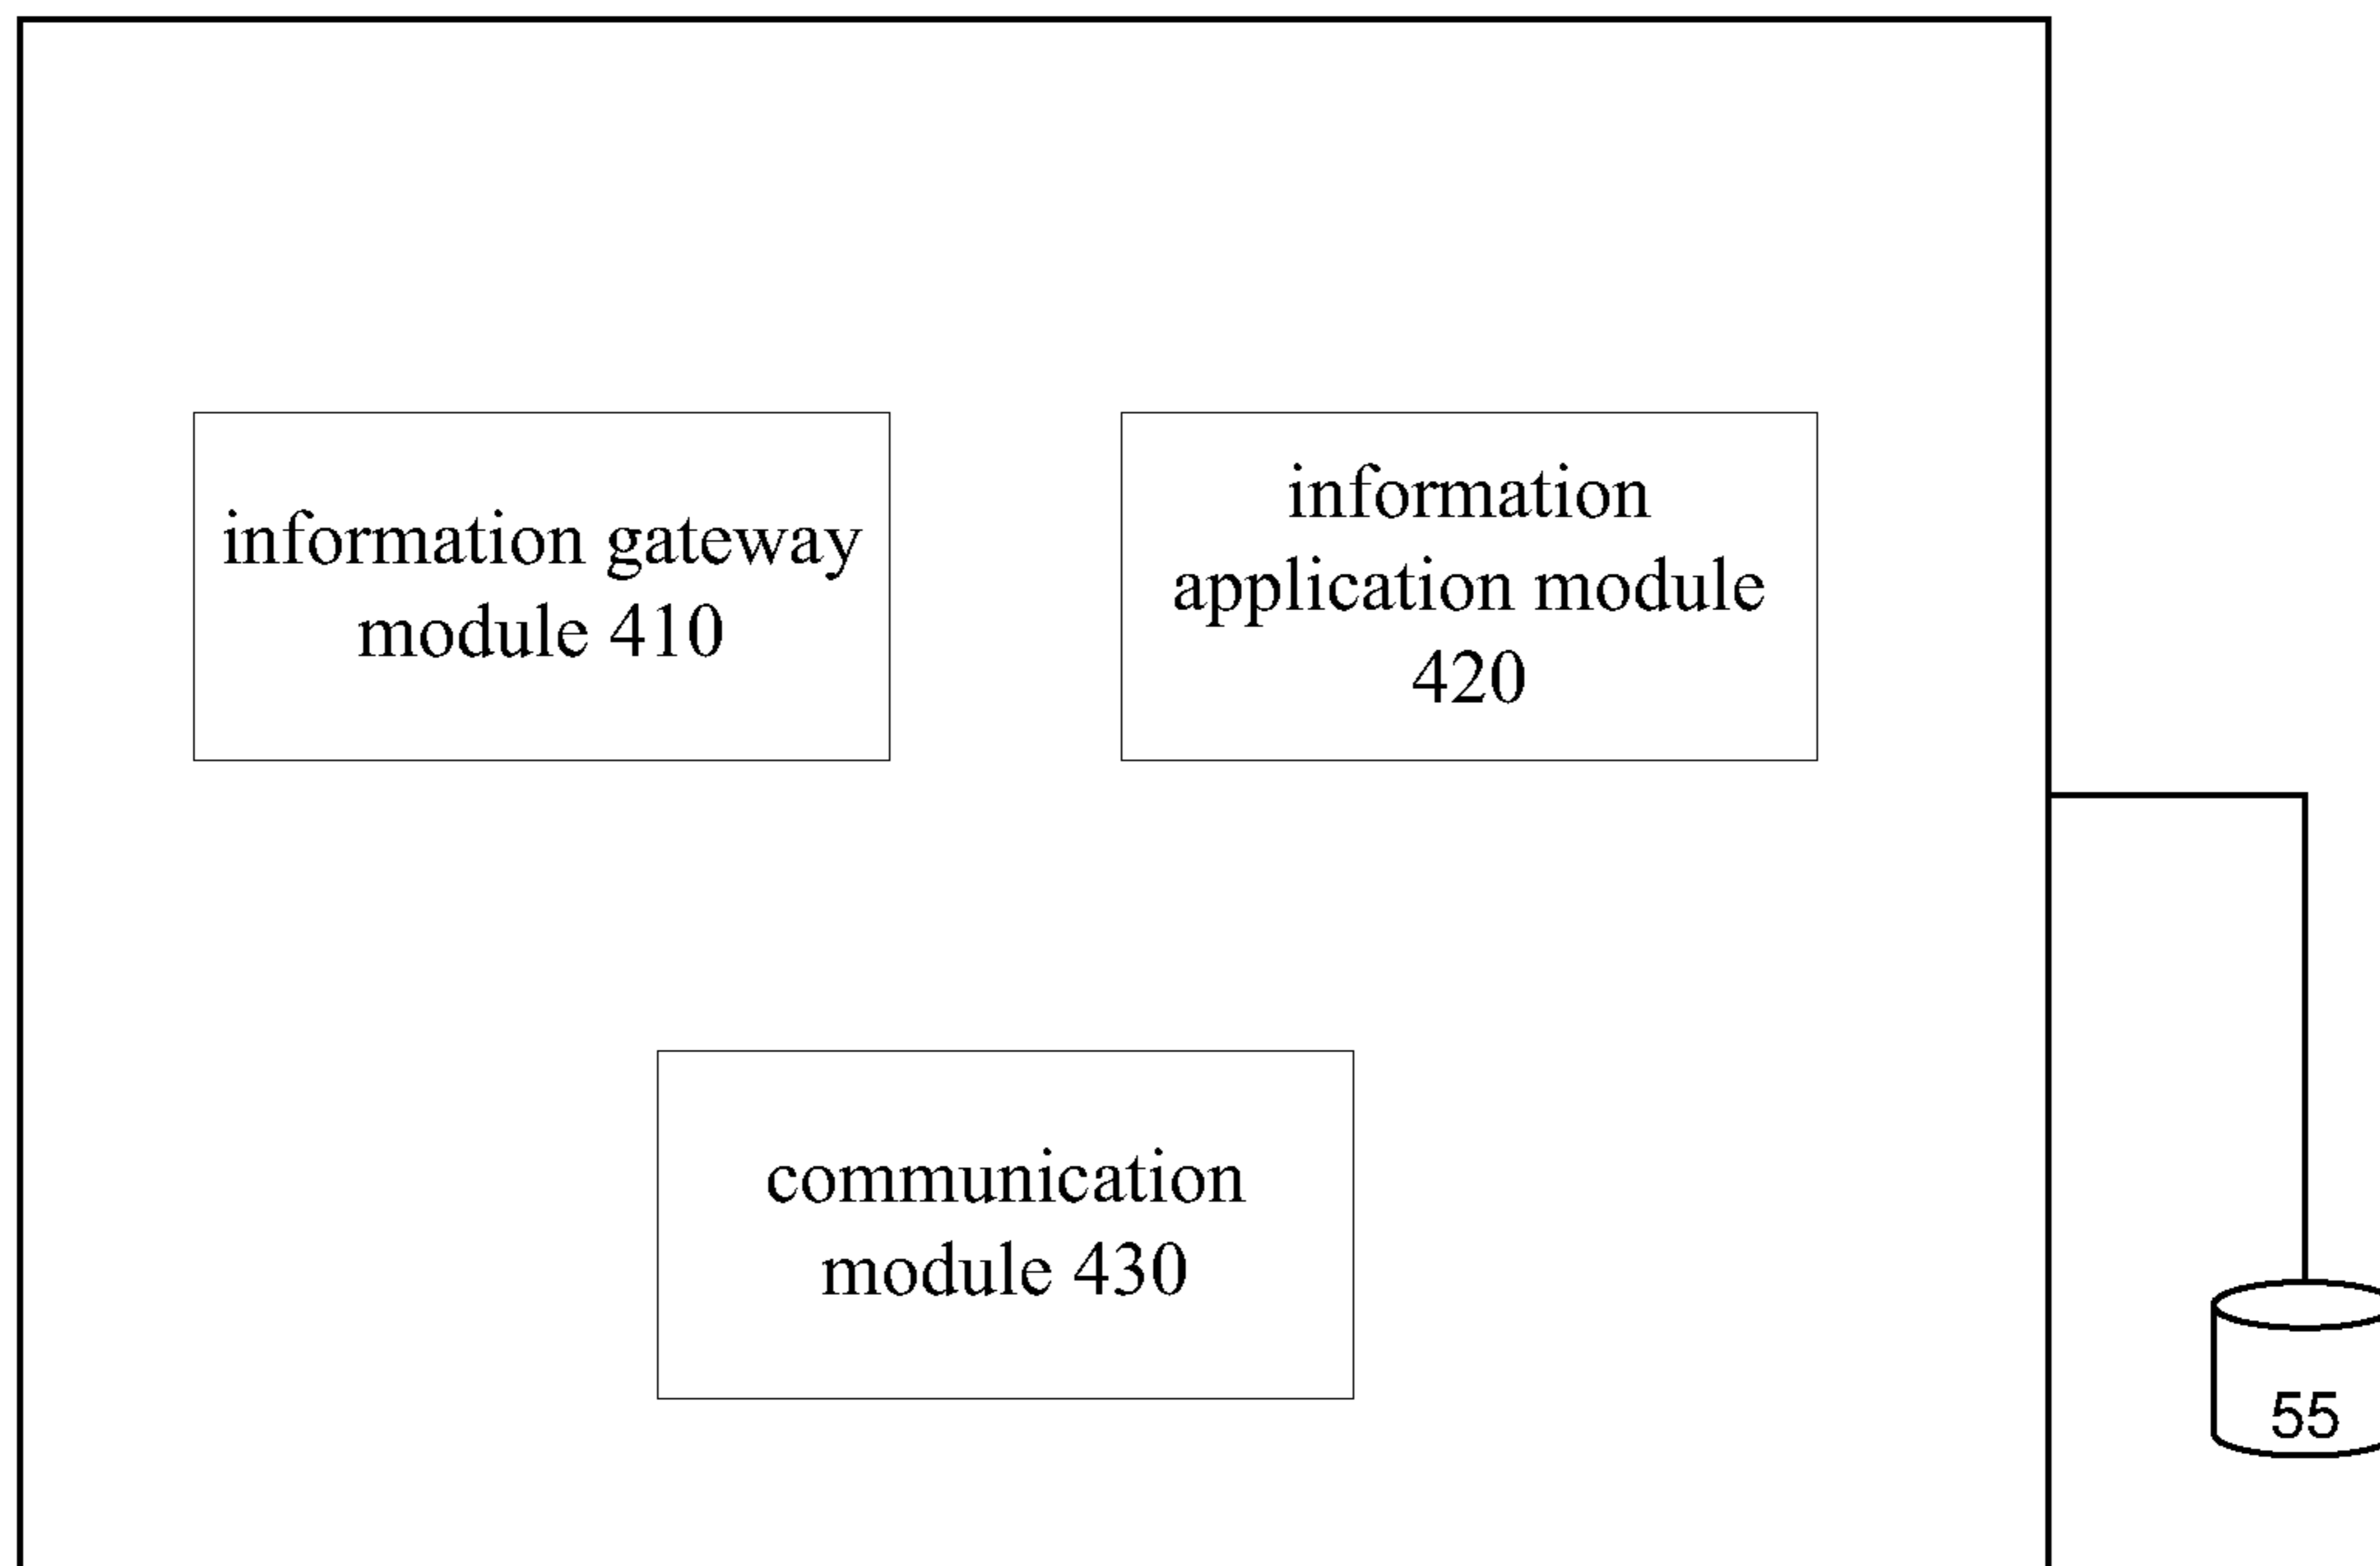 information gateway
module 410
information
application module
420
communication
module 430
55